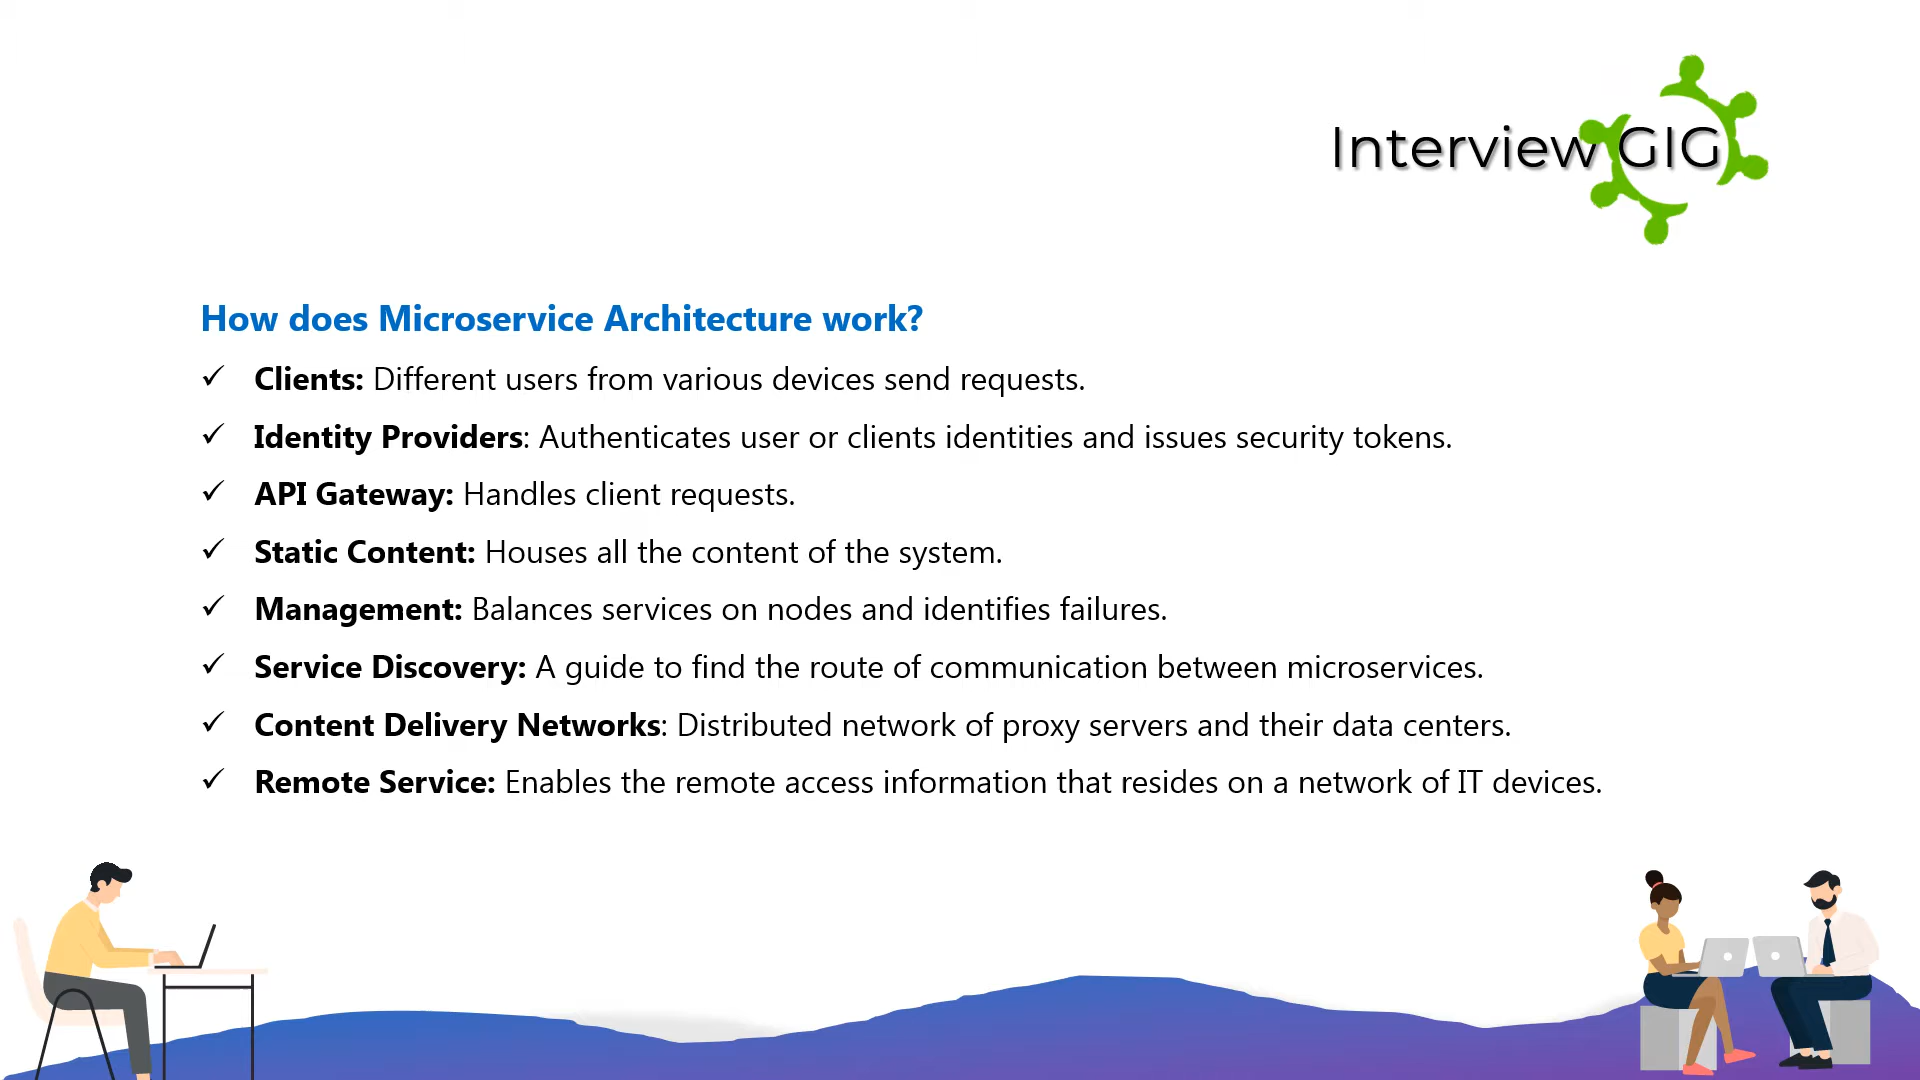 Interview GIG
How does Microservice Architecture work?
✓ Clients: Different users from various devices send requests.
✓ Identity Providers: Authenticates user or clients identities and issues security tokens.
✓ API Gateway: Handles client requests.
✓ Static Content: Houses all the content of the system.
✓ Management: Balances services on nodes and identifies failures.
✓ Service Discovery: A guide to find the route of communication between microservices.
✓ Content Delivery Networks: Distributed network of proxy servers and their data centers.
✓ Remote Service: Enables the remote access information that resides on a network of IT devices.